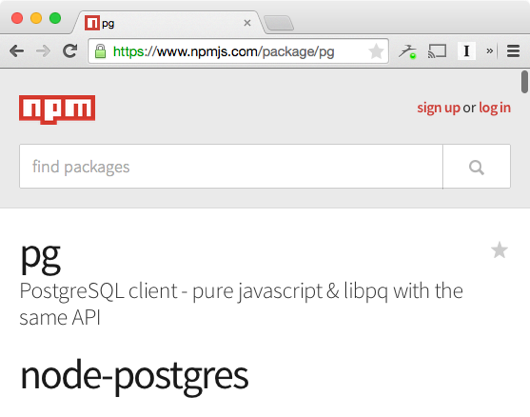 pg
https://www.npmjs.com/package/pg
I »
npm
sign up or log in
find packages
pg
PostgreSQL client - pure javascript & libpq with the
same API
node-postgres